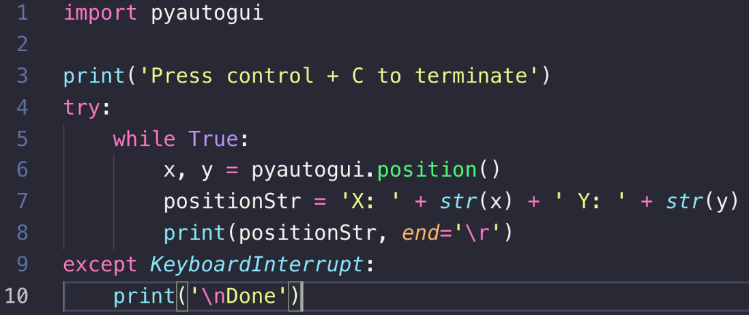 1 import pyautogui
2
3 print('Press control + C to terminate')
4 try:
5     while True:
6         x, y = pyautogui.position()
7         positionStr = 'X: ' + str(x) + ' Y: ' + str(y)
8         print(positionStr, end='\r')
9 except KeyboardInterrupt:
10     print('\nDone')